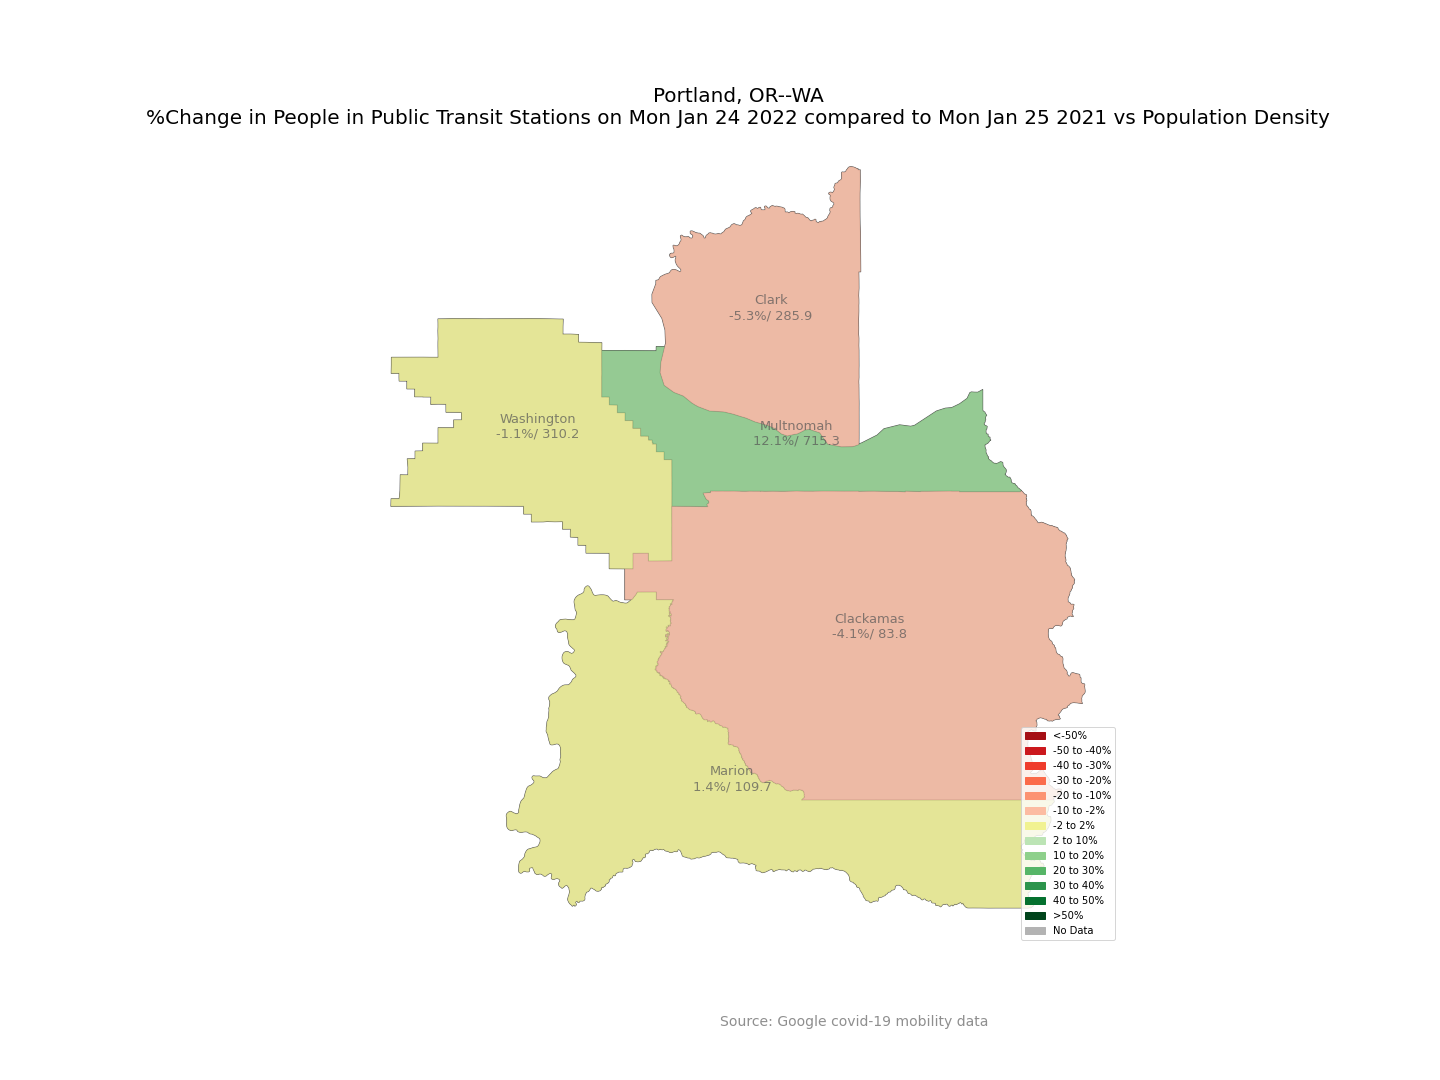 Portland, OR--WA
%Change in People in Public Transit Stations on Mon Jan 24 2022 compared to Mon Jan 25 2021 vs Population Density
Clark
-5.3%/ 285.9
Washington
-1.1%/ 310.2
Multnomah
12.1%/ 715.3
Clackamas
-4.1%/ 83.8
Marion
1.4%/ 109.7
<-50%
-50 to -40%
-40 to -30%
-30 to -20%
-20 to -10%
-10 to -2%
-2 to 2%
2 to 10%
10 to 20%
20 to 30%
30 to 40%
40 to 50%
>50%
No Data
Source: Google covid-19 mobility data